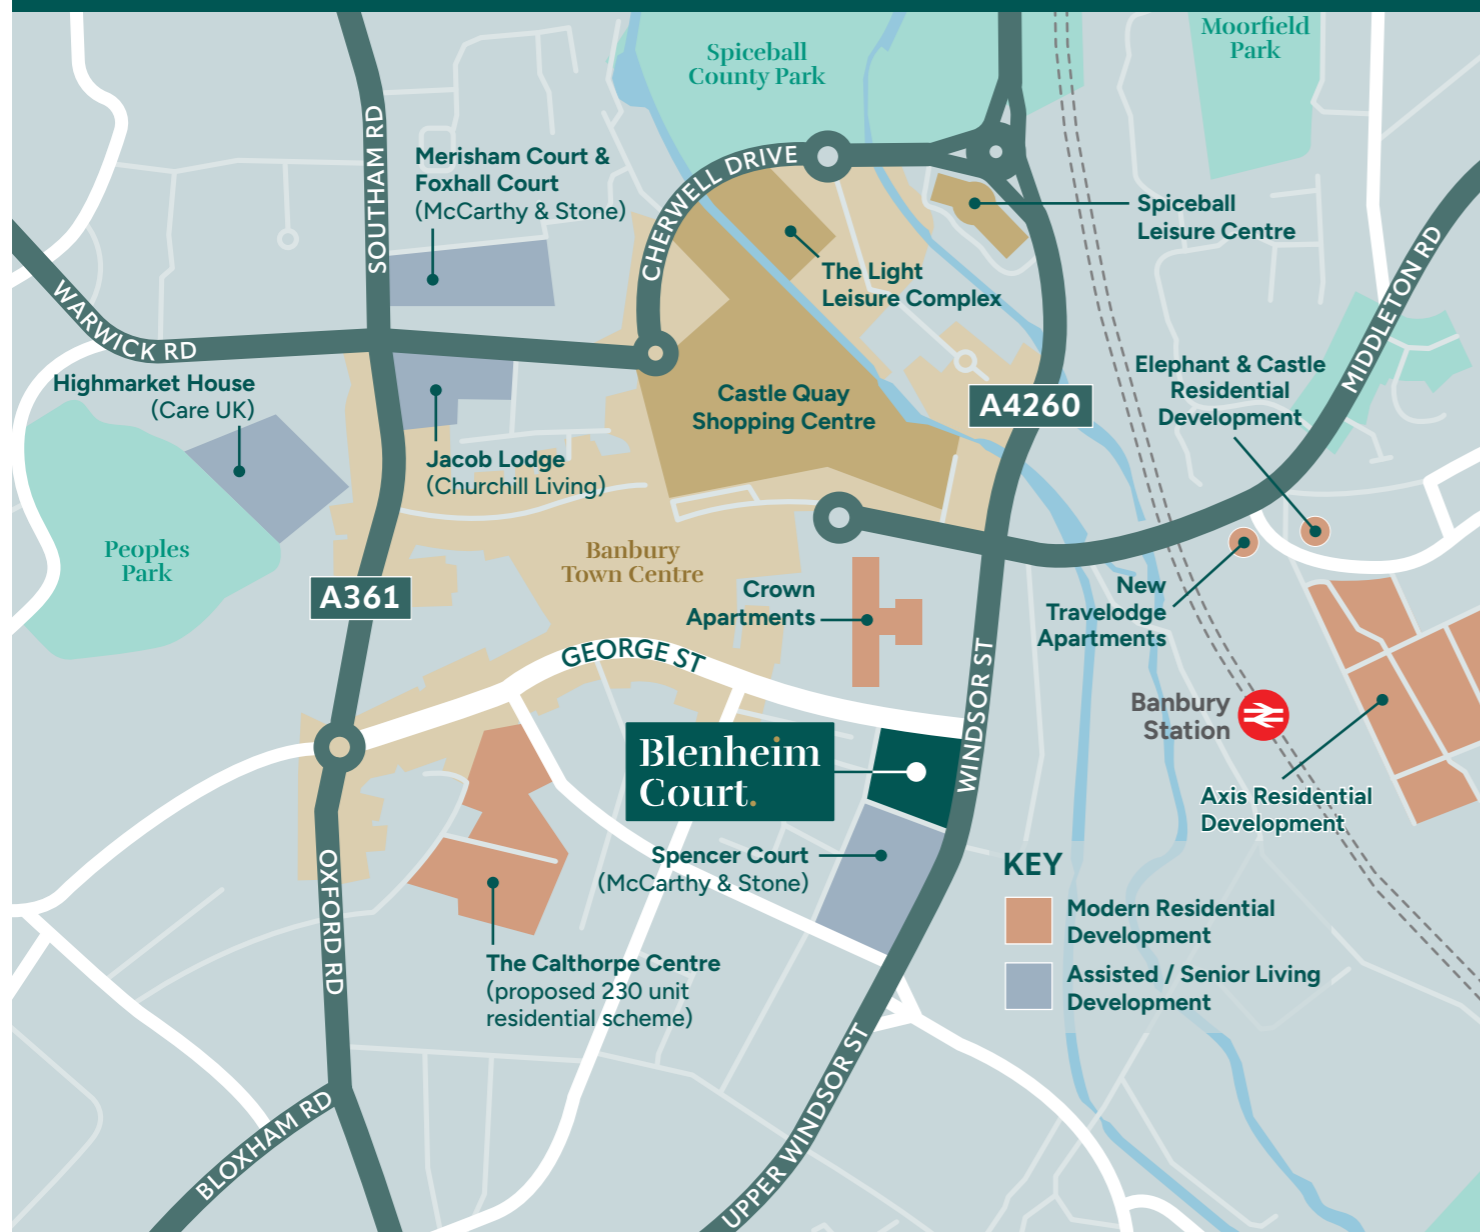 Spiceball
County Park
Moorfield
Park
SOUTHAM RD
Merisham Court &
Foxhall Court
(McCarthy & Stone)
CHERWELL DRIVE
Spiceball
Leisure Centre
The Light
Leisure Complex
MIDDLETON RD
WARWICK RD
Highmarket House
(Care UK)
Castle Quay
Shopping Centre
A4260
Elephant & Castle
Residential
Development
Jacob Lodge
(Churchill Living)
Peoples
Park
Banbury
Town Centre
A361
Crown
Apartments
New
Travelodge
Apartments
GEORGE ST
WINDSOR ST
Banbury
Station
Blenheim
Court.
Axis Residential
Development
Spencer Court
(McCarthy & Stone)
OXFORD RD
KEY
Modern Residential
Development
Assisted / Senior Living
Development
The Calthorpe Centre
(proposed 230 unit
residential scheme)
UPPER WINDSOR ST
BLOXHAM RD